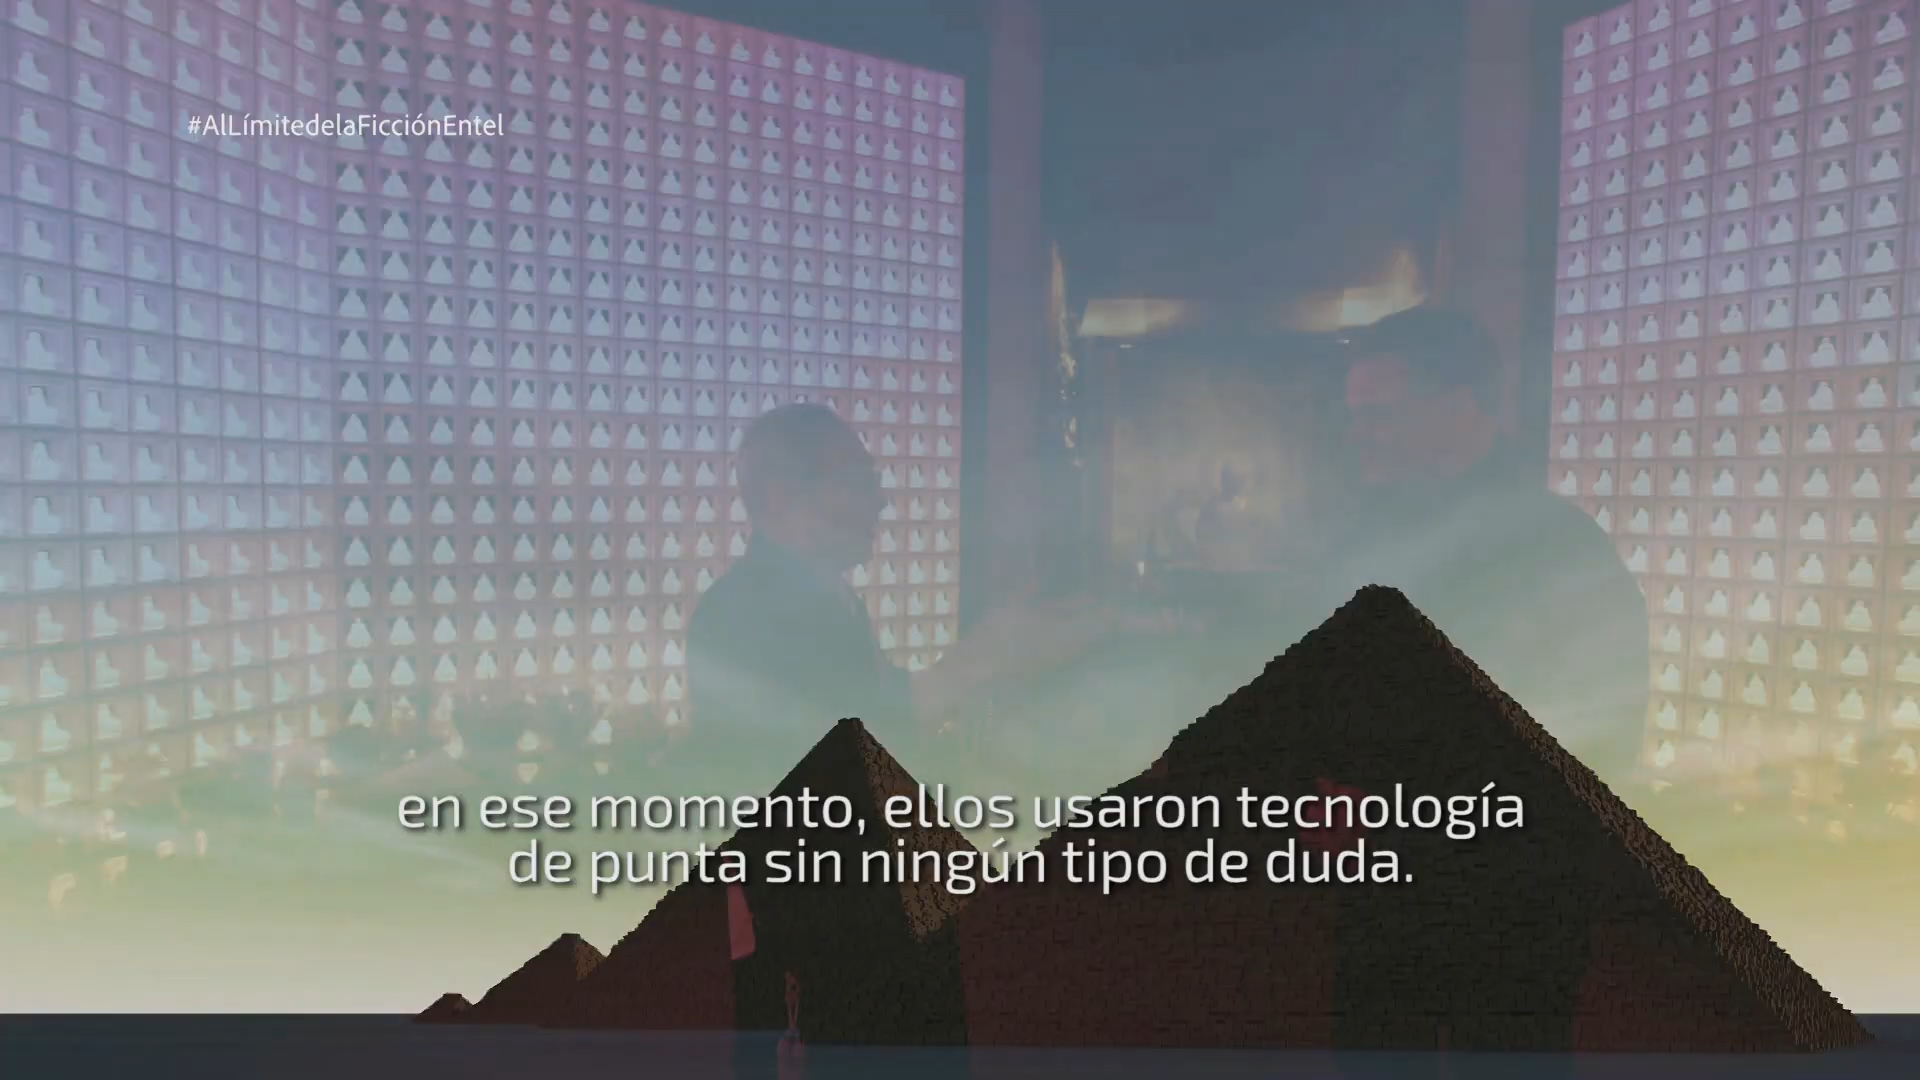 #AlLímitedelaFicciónEntel
en ese momento, ellos usaron tecnología
de punta sin ningún tipo de duda.